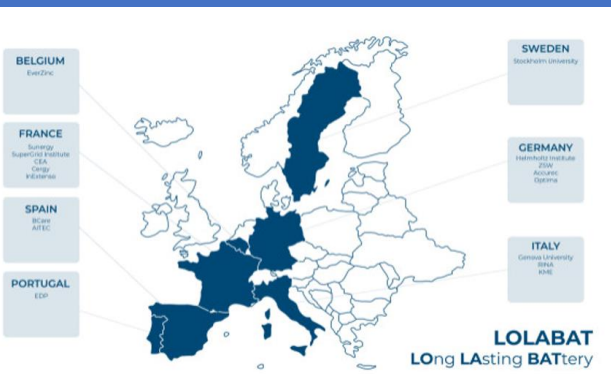 BELGIUM
EverZinc
FRANCE
Sunergy
SuperGrid Institute
CEA
Cergy
InExtenso
SPAIN
BCare
AITEC
PORTUGAL
EDP
SWEDEN
Stockholm University
GERMANY
Helmholtz Institute
ZSW
Accurec
Optima
ITALY
Genova University
RINA
KME
LOLABAT
LOng LAsting BATtery